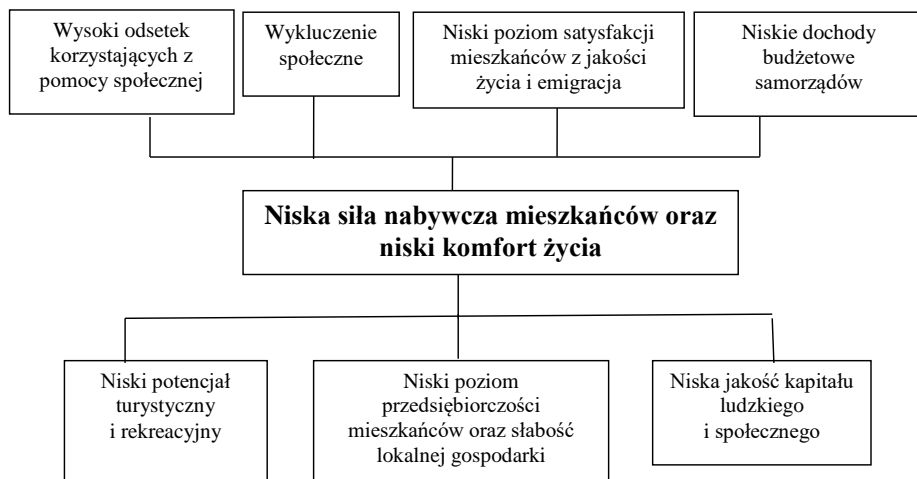 Wysoki odsetek
korzystających z
pomocy społecznej
Wykluczenie
społeczne
Niski poziom satysfakcji
mieszkańców z jakości
życia i emigracja
Niskie dochody
budżetowe
samorządów
Niska siła nabywcza mieszkańców oraz
niski komfort życia
Niski potencjał
turystyczny
i rekreacyjny
Niski poziom
przedsiębiorczości
mieszkańców oraz słabość
lokalnej gospodarki
Niska jakość kapitału
ludzkiego
i społecznego